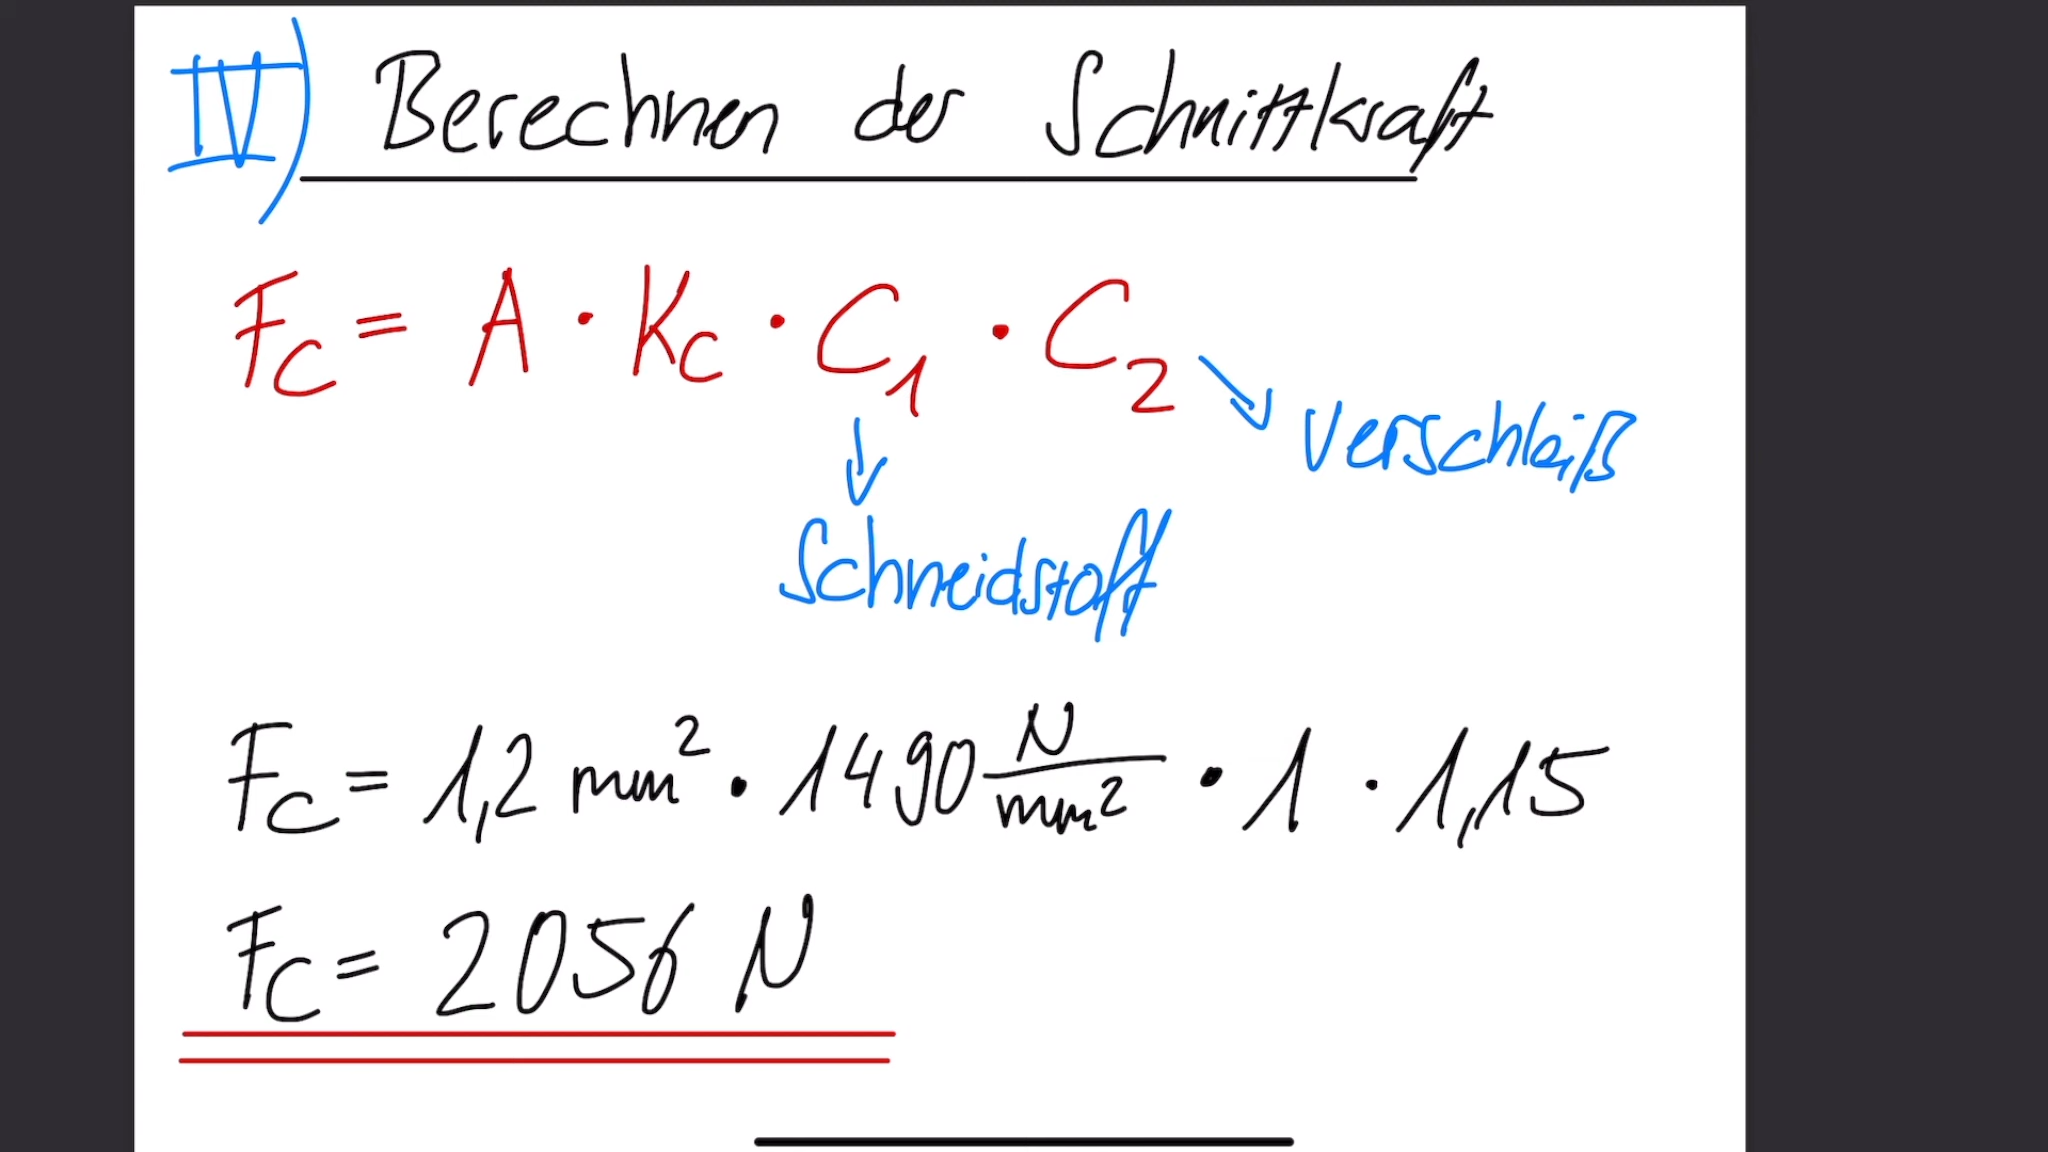 IV) Berechnen der Schnittkraft
Fc = A · Kc · C₁ · C₂
Verschleiß
Schneidstoff
Fc = 1,2 mm² · 1490 N/mm² · 1 · 1,15
Fc = 2056 N